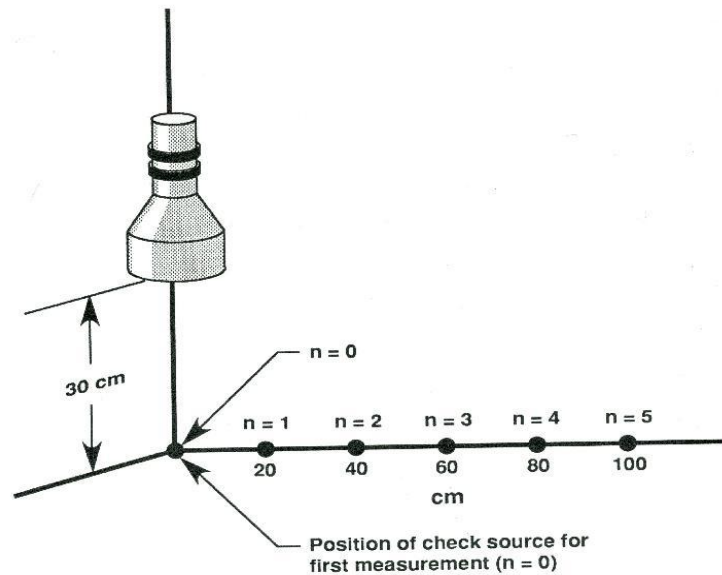 n = 0
30 cm
n = 1 n = 2 n = 3 n = 4 n = 5
20 40 60 80 100
cm
Position of check source for
first measurement (n = 0)